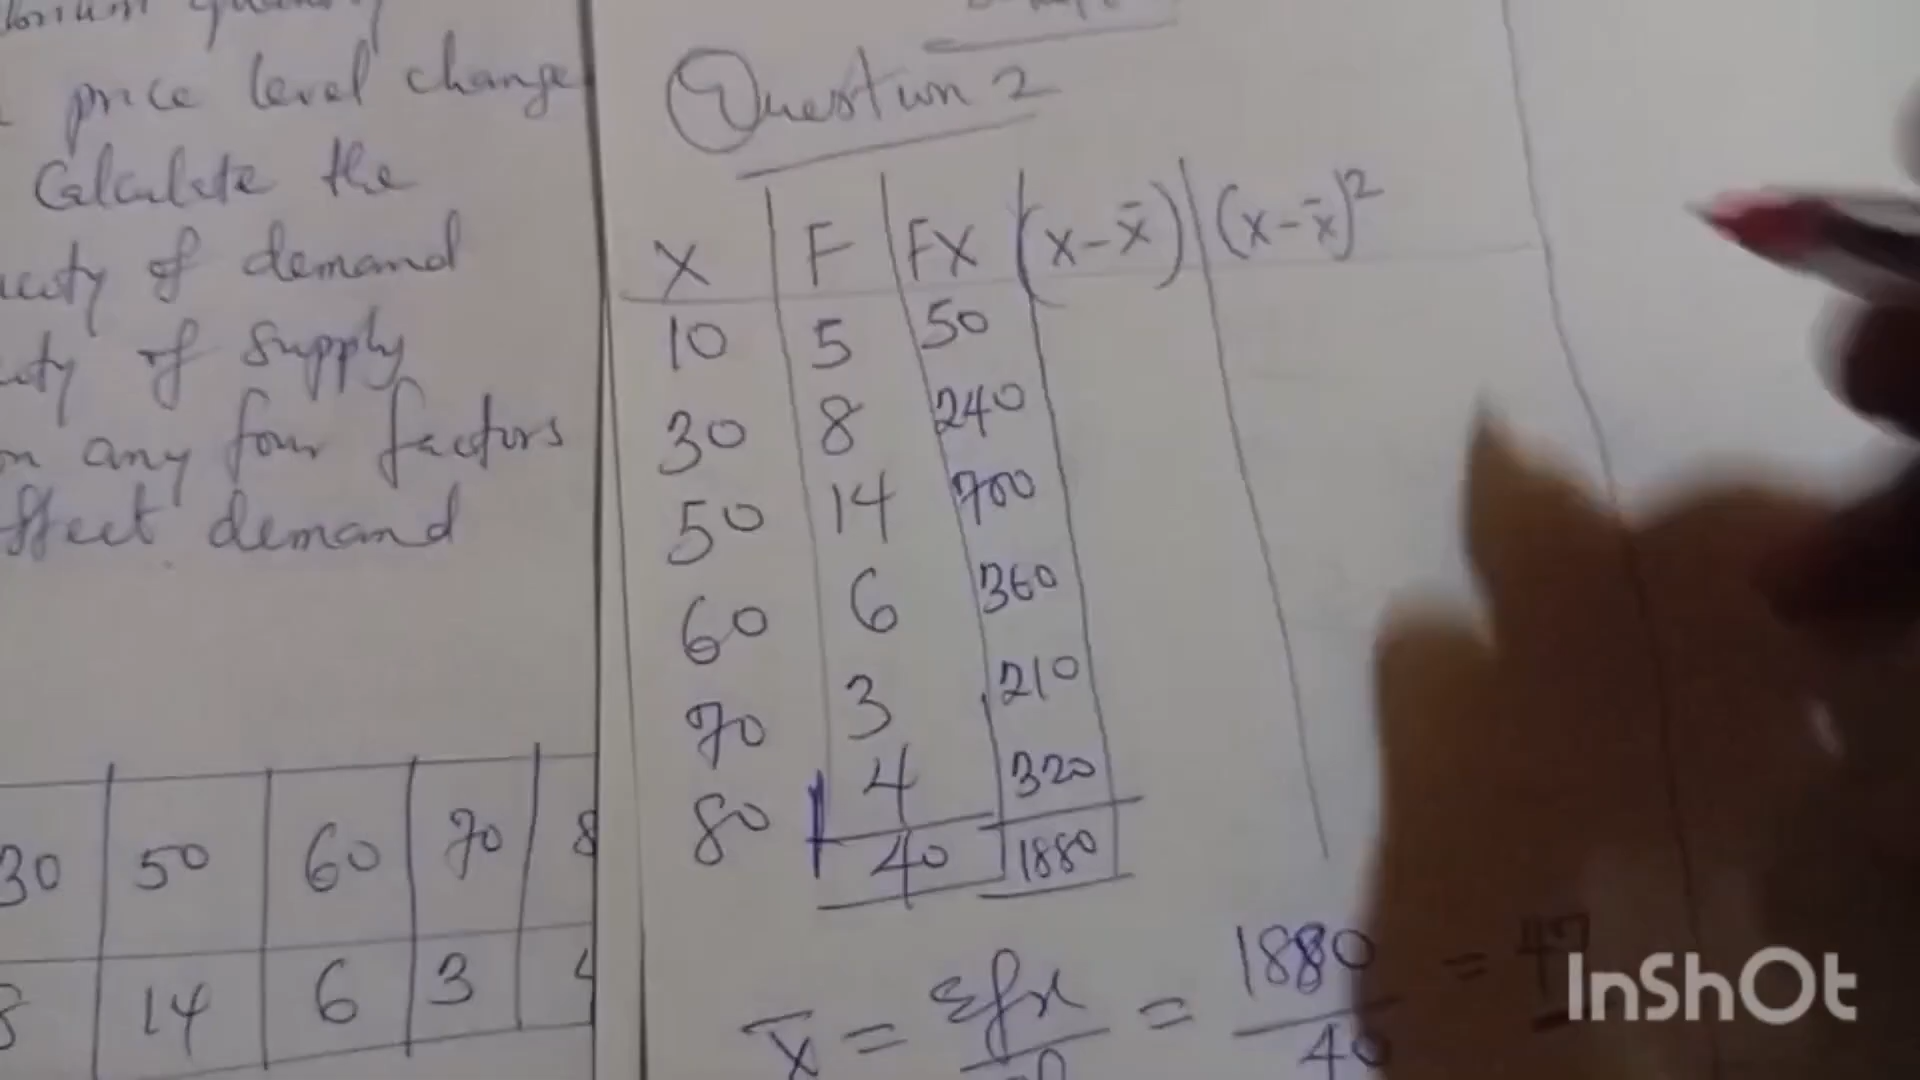 price level change
Calculate the
of demand
of supply
any four factors
demand
30 50 60 70 8
14 6 3
Question 2
X F FX (x-x̄) (x-x̄)²
10 5 50
30 8 240
50 14 700
60 6 360
70 3 210
80 4 320
40 1880
x̄ = Σfx = 1880 =
40
InShOt